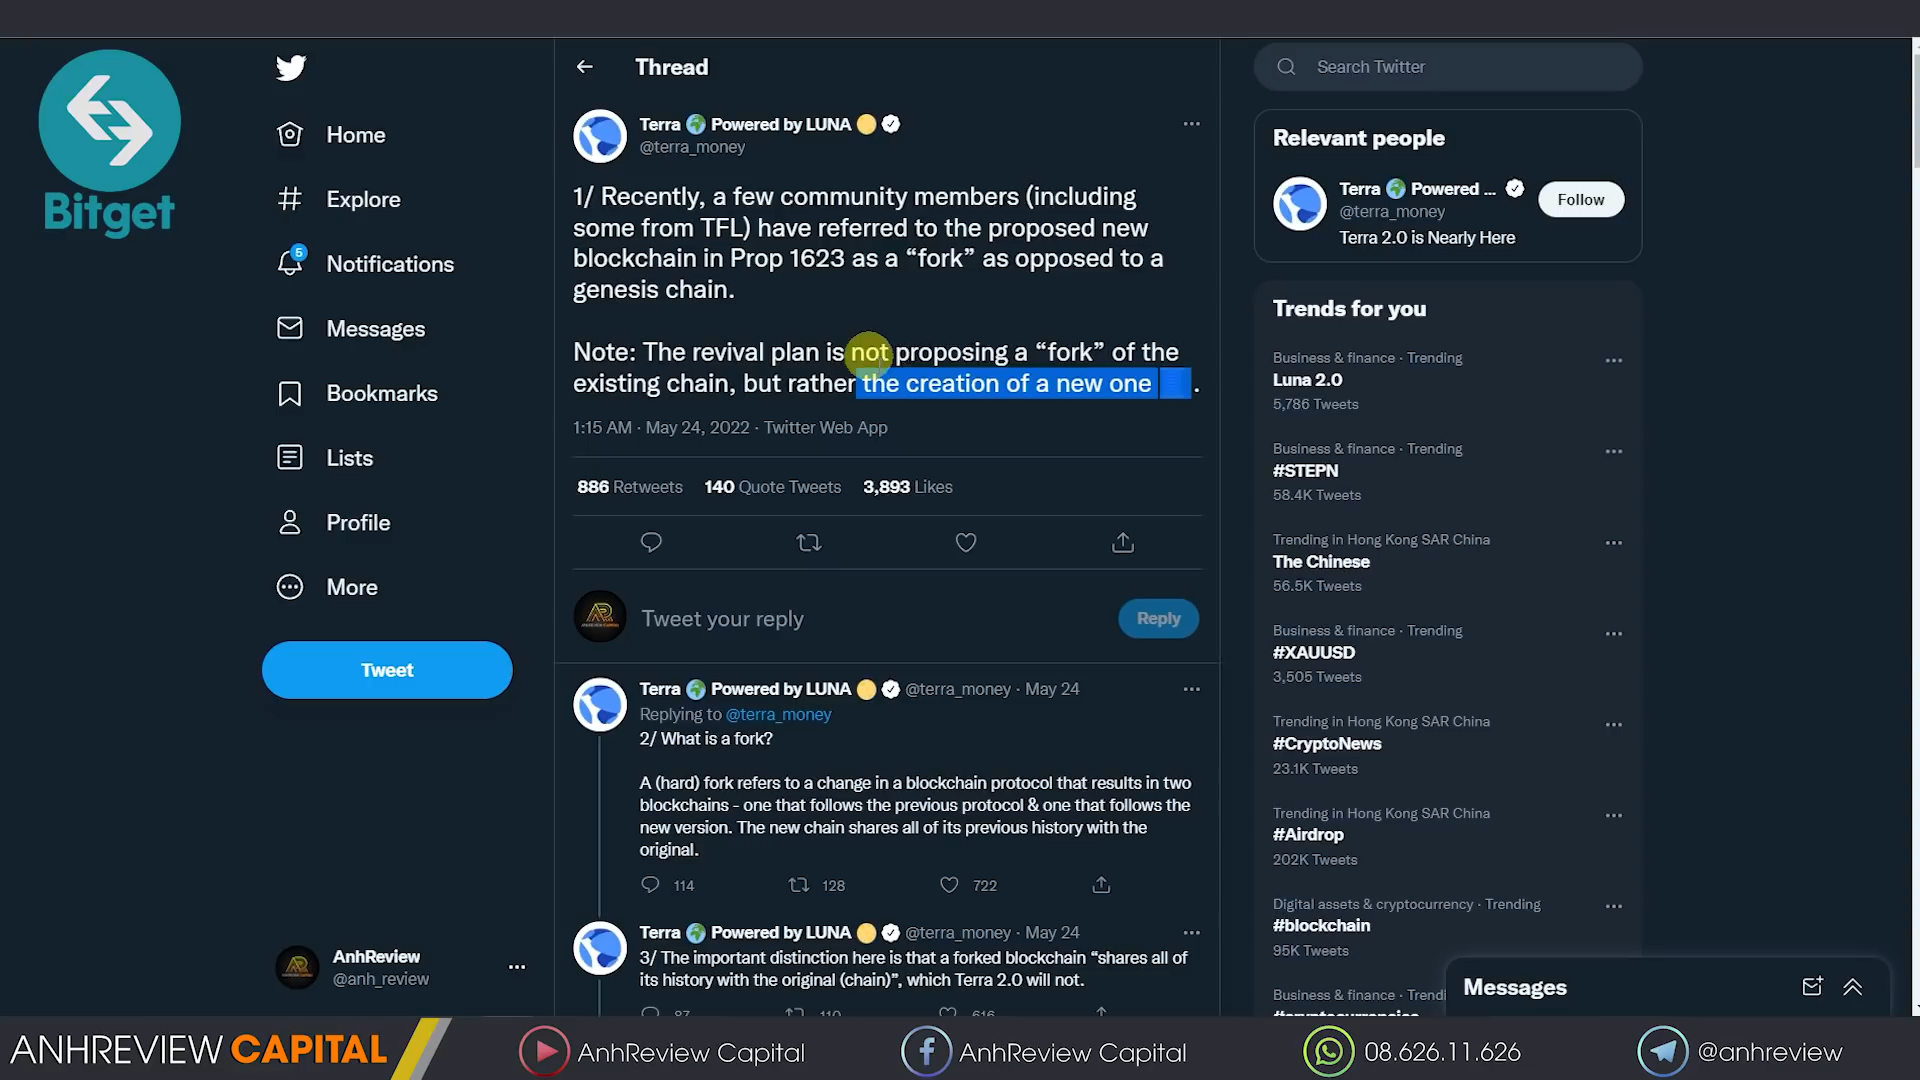 Bitget
Home
Explore
5
Notifications
Messages
Bookmarks
Lists
Profile
More
Tweet
AnhReview
@anh_review
Thread
Terra Powered by LUNA
@terra_money
1/ Recently, a few community members (including
some from TFL) have referred to the proposed new
blockchain in Prop 1623 as a “fork” as opposed to a
genesis chain.
Note: The revival plan is not proposing a “fork” of the
existing chain, but rather the creation of a new one .
1:15 AM · May 24, 2022 · Twitter Web App
886 Retweets 140 Quote Tweets 3,893 Likes
Tweet your reply
Reply
Terra Powered by LUNA @terra_money · May 24
Replying to @terra_money
2/ What is a fork?
A (hard) fork refers to a change in a blockchain protocol that results in two
blockchains - one that follows the previous protocol & one that follows the
new version. The new chain shares all of its previous history with the
original.
114 128 722
Terra Powered by LUNA @terra_money · May 24
3/ The important distinction here is that a forked blockchain “shares all of
its history with the original (chain)”, which Terra 2.0 will not.
87 110 616
Search Twitter
Relevant people
Terra Powered ...
@terra_money
Follow
Terra 2.0 is Nearly Here
Trends for you
Business & finance · Trending
Luna 2.0
5,786 Tweets
Business & finance · Trending
#STEPN
58.4K Tweets
Trending in Hong Kong SAR China
The Chinese
56.5K Tweets
Business & finance · Trending
#XAUUSD
3,505 Tweets
Trending in Hong Kong SAR China
#CryptoNews
23.1K Tweets
Trending in Hong Kong SAR China
#Airdrop
202K Tweets
Digital assets & cryptocurrency · Trending
#blockchain
95K Tweets
Business & finance · Trendi
Messages
ANHREVIEW CAPITAL
AnhReview Capital
AnhReview Capital
08.626.11.626
@anhreview